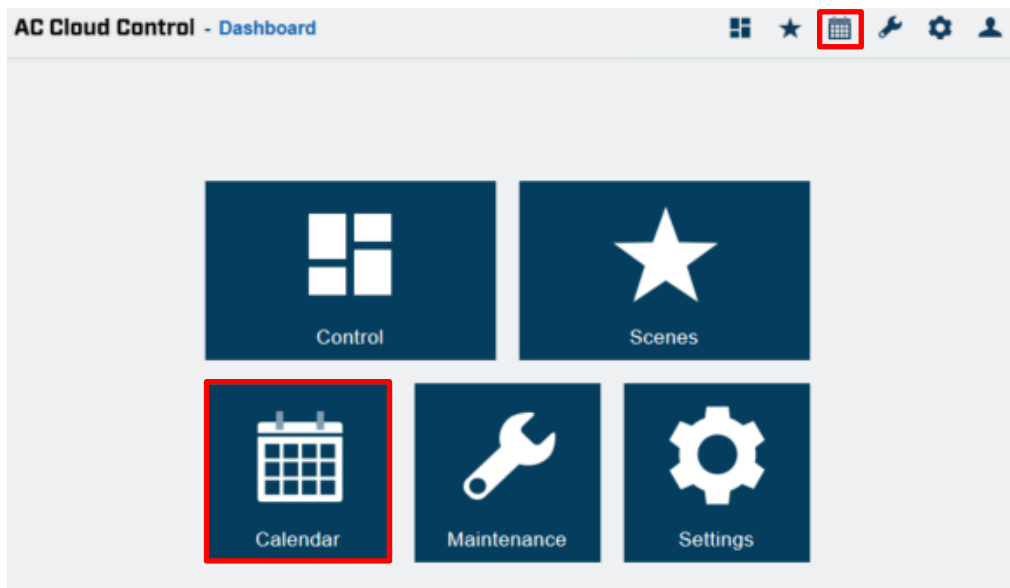 AC Cloud Control - Dashboard
Control
Scenes
Calendar
Maintenance
Settings